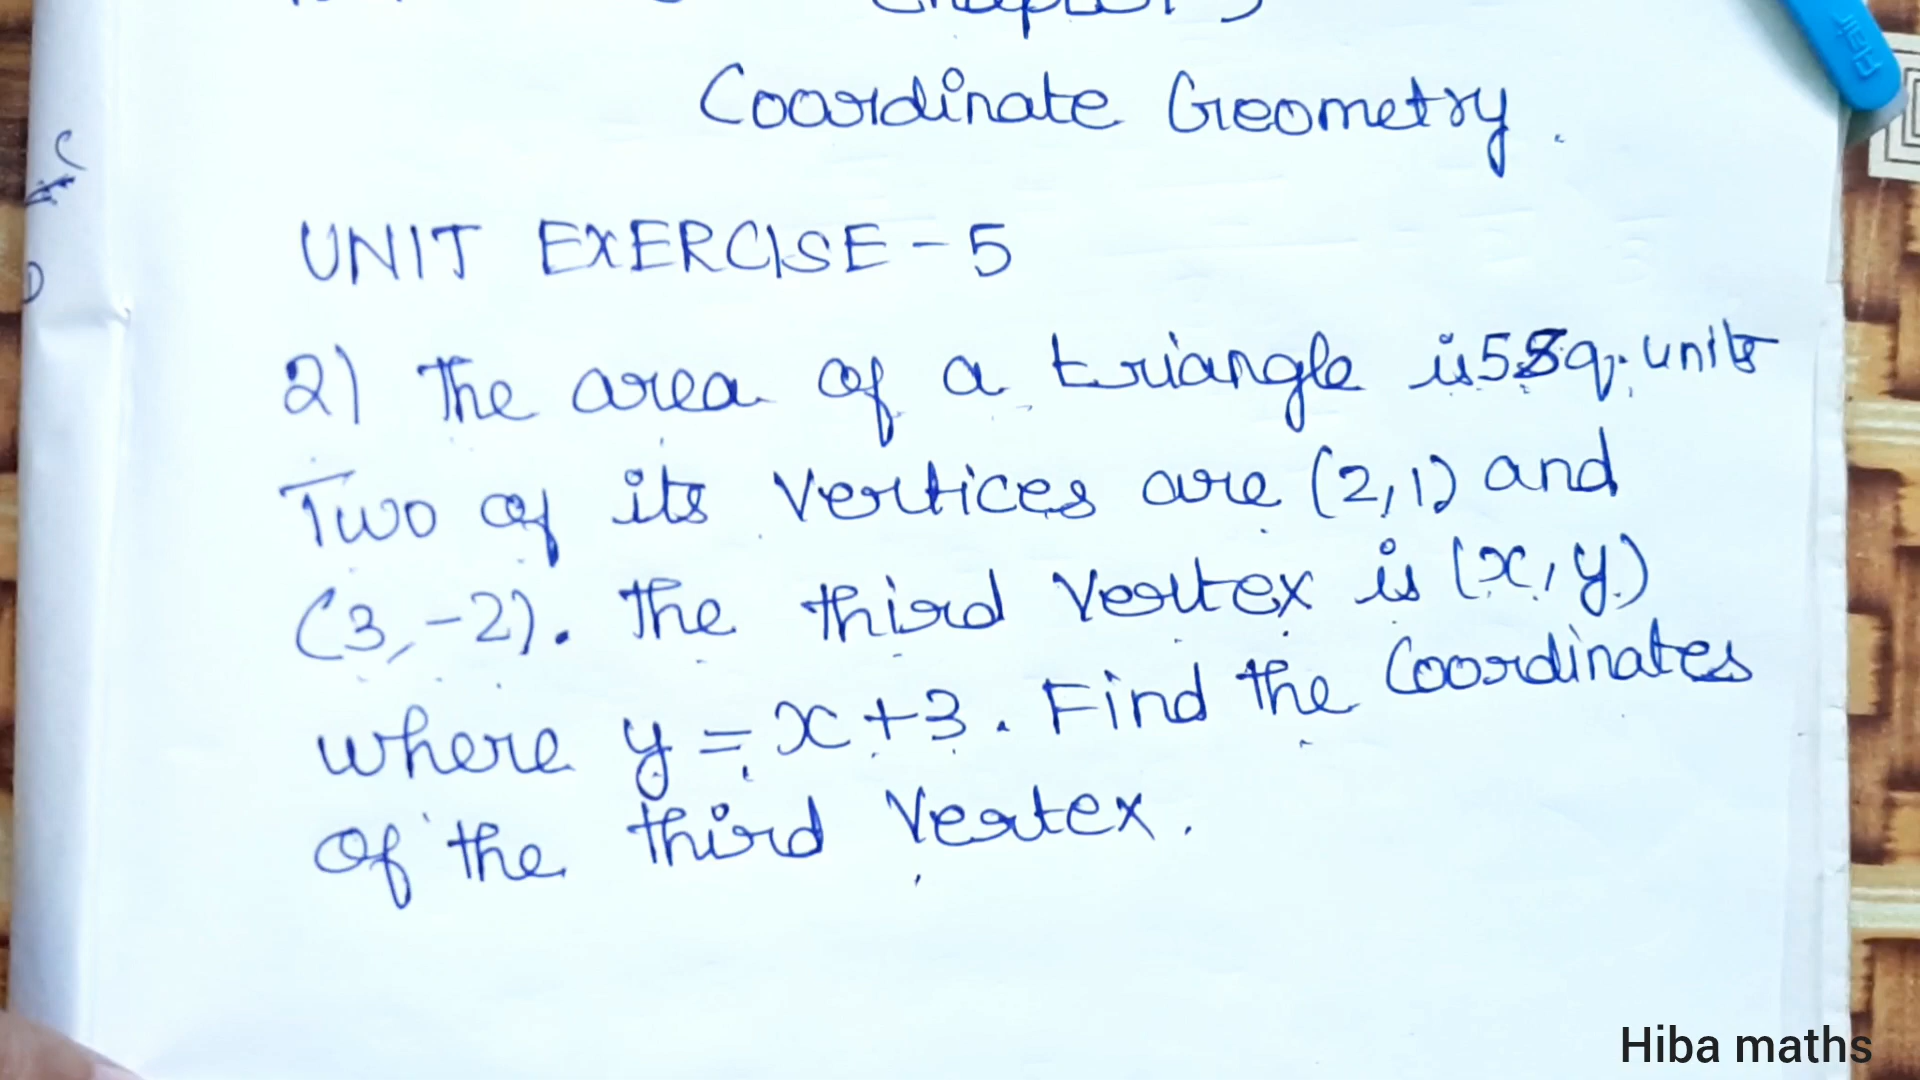 Chapter 5
Coordinate Geometry.
UNIT EXERCISE - 5
2) The area of a triangle is 5 Sq. units
Two of its vertices are (2,1) and
(3,-2). The third vertex is (x,y)
where y = x+3. Find the coordinates
of the third vertex.
Hiba maths